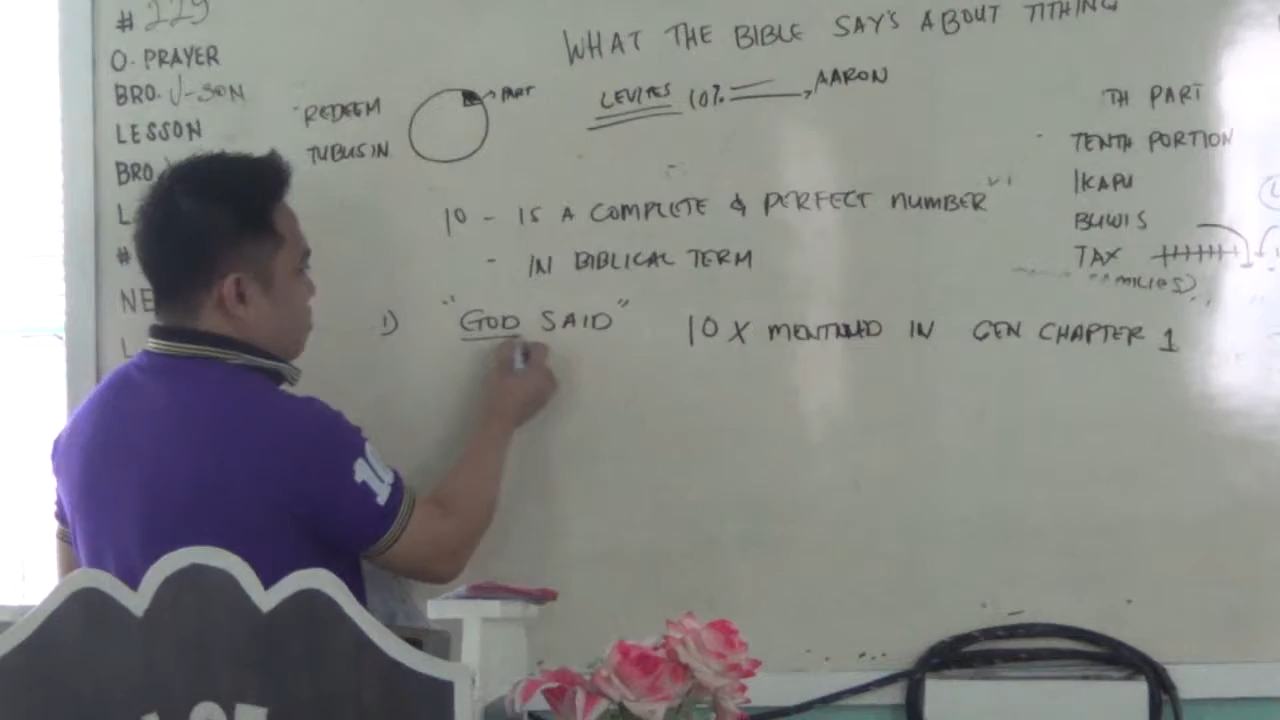 # 229
O. PRAYER
BRO. J-SON
LESSON
BRO.
L
#
NE
L
WHAT THE BIBLE SAY'S ABOUT TITHING
REDEEM
TUBUSIN
PART
LEVITES 10% AARON
10 - IS A COMPLETE & PERFECT NUMBER
- IN BIBLICAL TERM
1) "GOD SAID" 10 X MENTIONED IN GEN CHAPTER 1
TH PART
TENTH PORTION
IKAPU
BUWIS
TAX
MILIES)
10